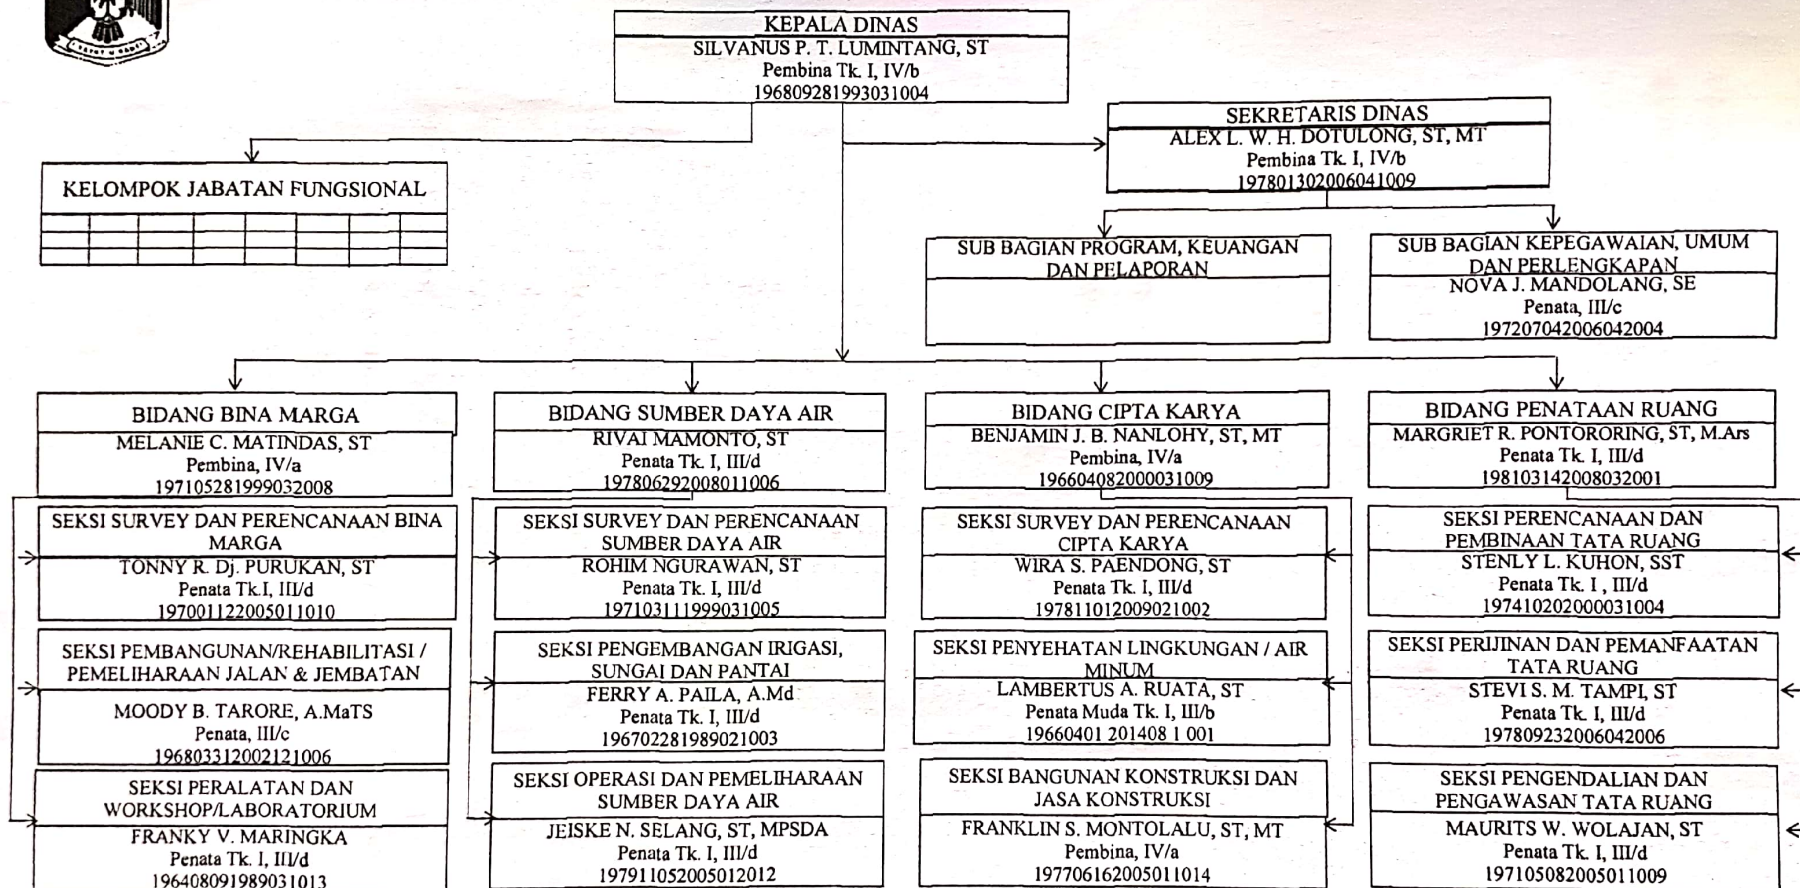 KEPALA DINAS
SILVANUS P. T. LUMINTANG, ST
Pembina Tk. I, IV/b
196809281993031004
SEKRETARIS DINAS
ALEX L. W. H. DOTULONG, ST, MT
Pembina Tk. I, IV/b
197801302006041009
KELOMPOK JABATAN FUNGSIONAL
SUB BAGIAN PROGRAM, KEUANGAN
DAN PELAPORAN
SUB BAGIAN KEPEGAWAIAN, UMUM
DAN PERLENGKAPAN
NOVA J. MANDOLANG, SE
Penata, III/c
197207042006042004
BIDANG BINA MARGA
MELANIE C. MATINDAS, ST
Pembina, IV/a
197105281999032008
SEKSI SURVEY DAN PERENCANAAN BINA
MARGA
TONNY R. Dj. PURUKAN, ST
Penata Tk.I, III/d
197001122005011010
SEKSI PEMBANGUNAN/REHABILITASI /
PEMELIHARAAN JALAN & JEMBATAN
MOODY B. TARORE, A.MaTS
Penata, III/c
196803312002121006
SEKSI PERALATAN DAN
WORKSHOP/LABORATORIUM
FRANKY V. MARINGKA
Penata Tk. I, III/d
196408091989031013
BIDANG SUMBER DAYA AIR
RIVAI MAMONTO, ST
Penata Tk. I, III/d
197806292008011006
SEKSI SURVEY DAN PERENCANAAN
SUMBER DAYA AIR
ROHIM NGURAWAN, ST
Penata Tk. I, III/d
197103111999031005
SEKSI PENGEMBANGAN IRIGASI,
SUNGAI DAN PANTAI
FERRY A. PAILA, A.Md
Penata Tk. I, III/d
196702281989021003
SEKSI OPERASI DAN PEMELIHARAAN
SUMBER DAYA AIR
JEISKE N. SELANG, ST, MPSDA
Penata Tk. I, III/d
197911052005012012
BIDANG CIPTA KARYA
BENJAMIN J. B. NANLOHY, ST, MT
Pembina, IV/a
196604082000031009
SEKSI SURVEY DAN PERENCANAAN
CIPTA KARYA
WIRA S. PAENDONG, ST
Penata Tk. I, III/d
197811012009021002
SEKSI PENYEHATAN LINGKUNGAN / AIR
MINUM
LAMBERTUS A. RUATA, ST
Penata Muda Tk. I, III/b
19660401 201408 1 001
SEKSI BANGUNAN KONSTRUKSI DAN
JASA KONSTRUKSI
FRANKLIN S. MONTOLALU, ST, MT
Pembina, IV/a
197706162005011014
BIDANG PENATAAN RUANG
MARGRIET R. PONTORORING, ST, M.Ars
Penata Tk. I, III/d
198103142008032001
SEKSI PERENCANAAN DAN
PEMBINAAN TATA RUANG
STENLY L. KUHON, SST
Penata Tk. I , III/d
197410202000031004
SEKSI PERIJINAN DAN PEMANFAATAN
TATA RUANG
STEVI S. M. TAMPI, ST
Penata Tk. I, III/d
197809232006042006
SEKSI PENGENDALIAN DAN
PENGAWASAN TATA RUANG
MAURITS W. WOLAJAN, ST
Penata Tk. I, III/d
197105082005011009